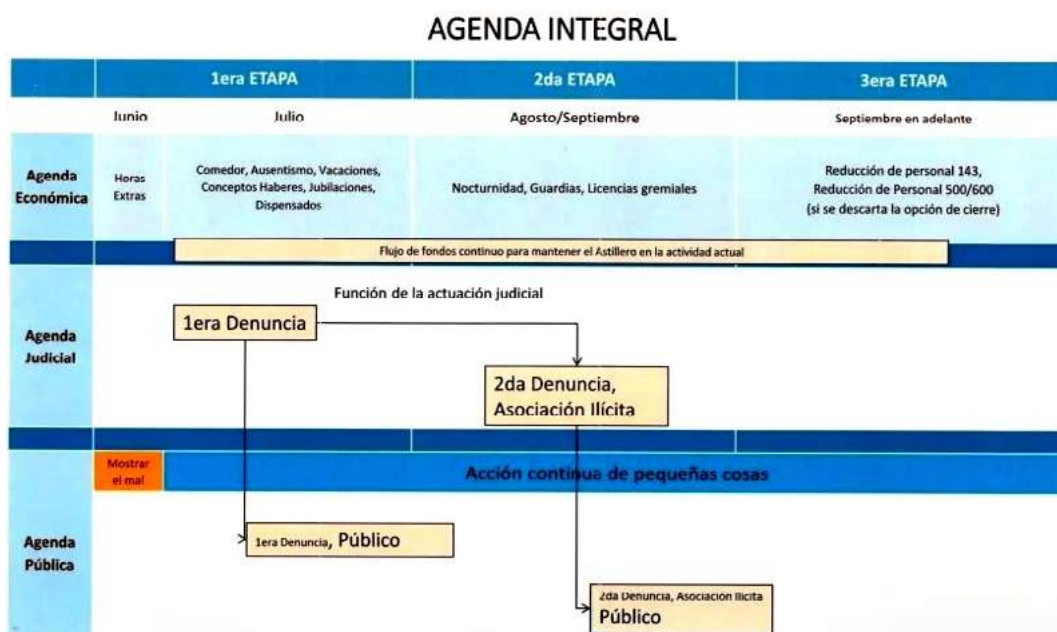 AGENDA INTEGRAL
1era ETAPA
2da ETAPA
3era ETAPA
Junio
Julio
Agosto/Septiembre
Septiembre en adelante
Agenda
Económica
Horas
Extras
Comedor, Ausentismo, Vacaciones,
Conceptos Haberes, Jubilaciones,
Dispensados
Nocturnidad, Guardias, Licencias gremiales
Reducción de personal 143,
Reducción de Personal 500/600
(si se descarta la opción de cierre)
Flujo de fondos continuo para mantener el Astillero en la actividad actual
Agenda
Judicial
Función de la actuación judicial
1era Denuncia
2da Denuncia,
Asociación Ilícita
Agenda
Pública
Mostrar
el mal
Acción continua de pequeñas cosas
1era Denuncia, Público
2da Denuncia, Asociación Ilícita
Público